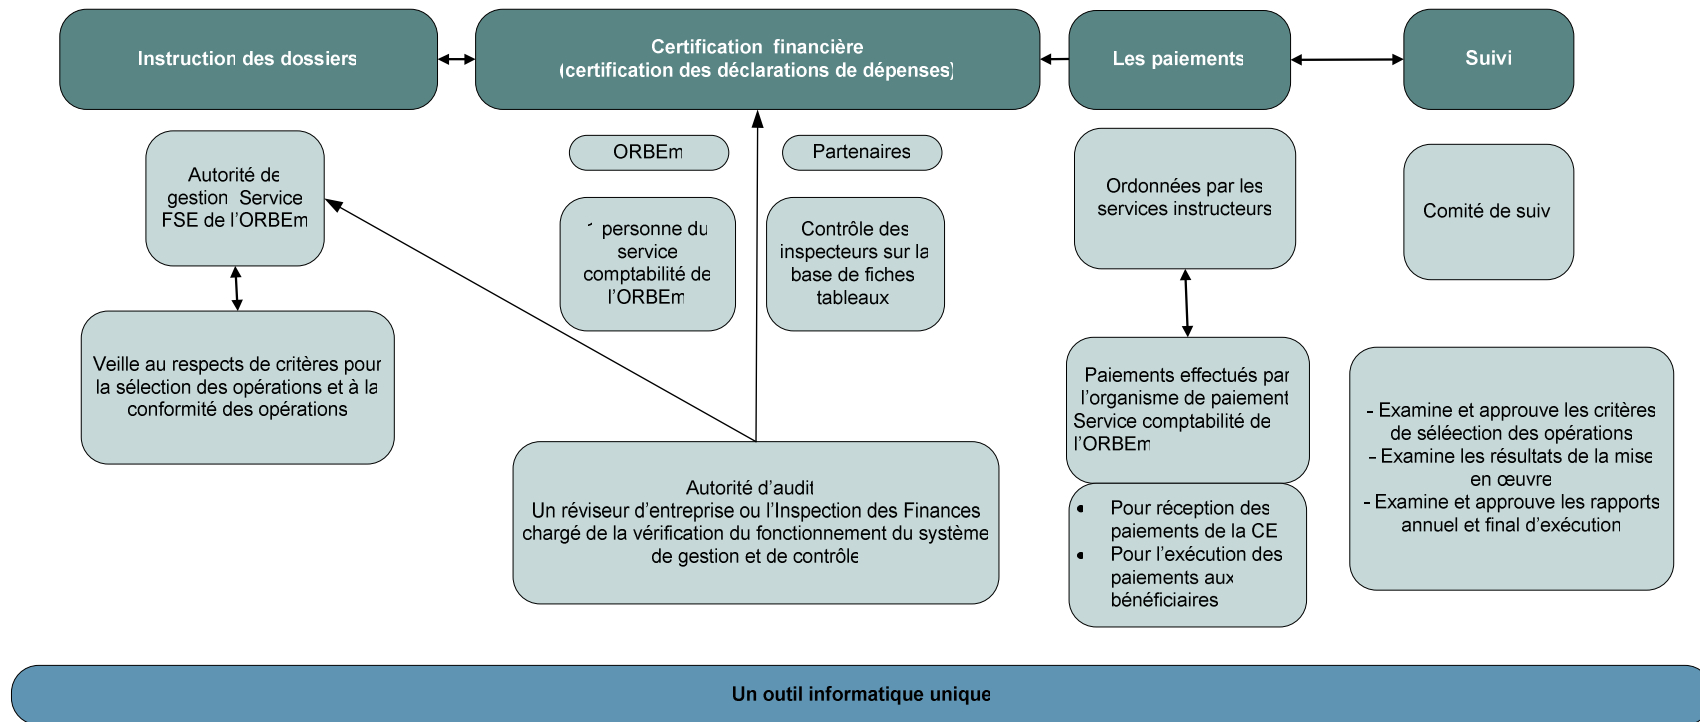 Instruction des dossiers
Certification financière
(certification des déclarations de dépenses)
Les paiements
Suivi
Autorité de
gestion Service
FSE de l'ORBEm
Veille au respects de critères pour
la sélection des opérations et à la
conformité des opérations
ORBEm
Partenaires
personne du
service
comptabilité de
l'ORBEm
Contrôle des
inspecteurs sur la
base de fiches
tableaux
Autorité d'audit
Un réviseur d'entreprise ou l'Inspection des Finances
chargé de la vérification du fonctionnement du système
de gestion et de contrôle
Ordonnées par les
services instructeurs
Paiements effectués par
l'organisme de paiement
Service comptabilité de
l'ORBEm
• Pour réception des
paiements de la CE
• Pour l'exécution des
paiements aux
bénéficiaires
Comité de suiv
- Examine et approuve les critères
de séléection des opérations
- Examine les résultats de la mise
en œuvre
- Examine et approuve les rapports
annuel et final d'exécution
Un outil informatique unique